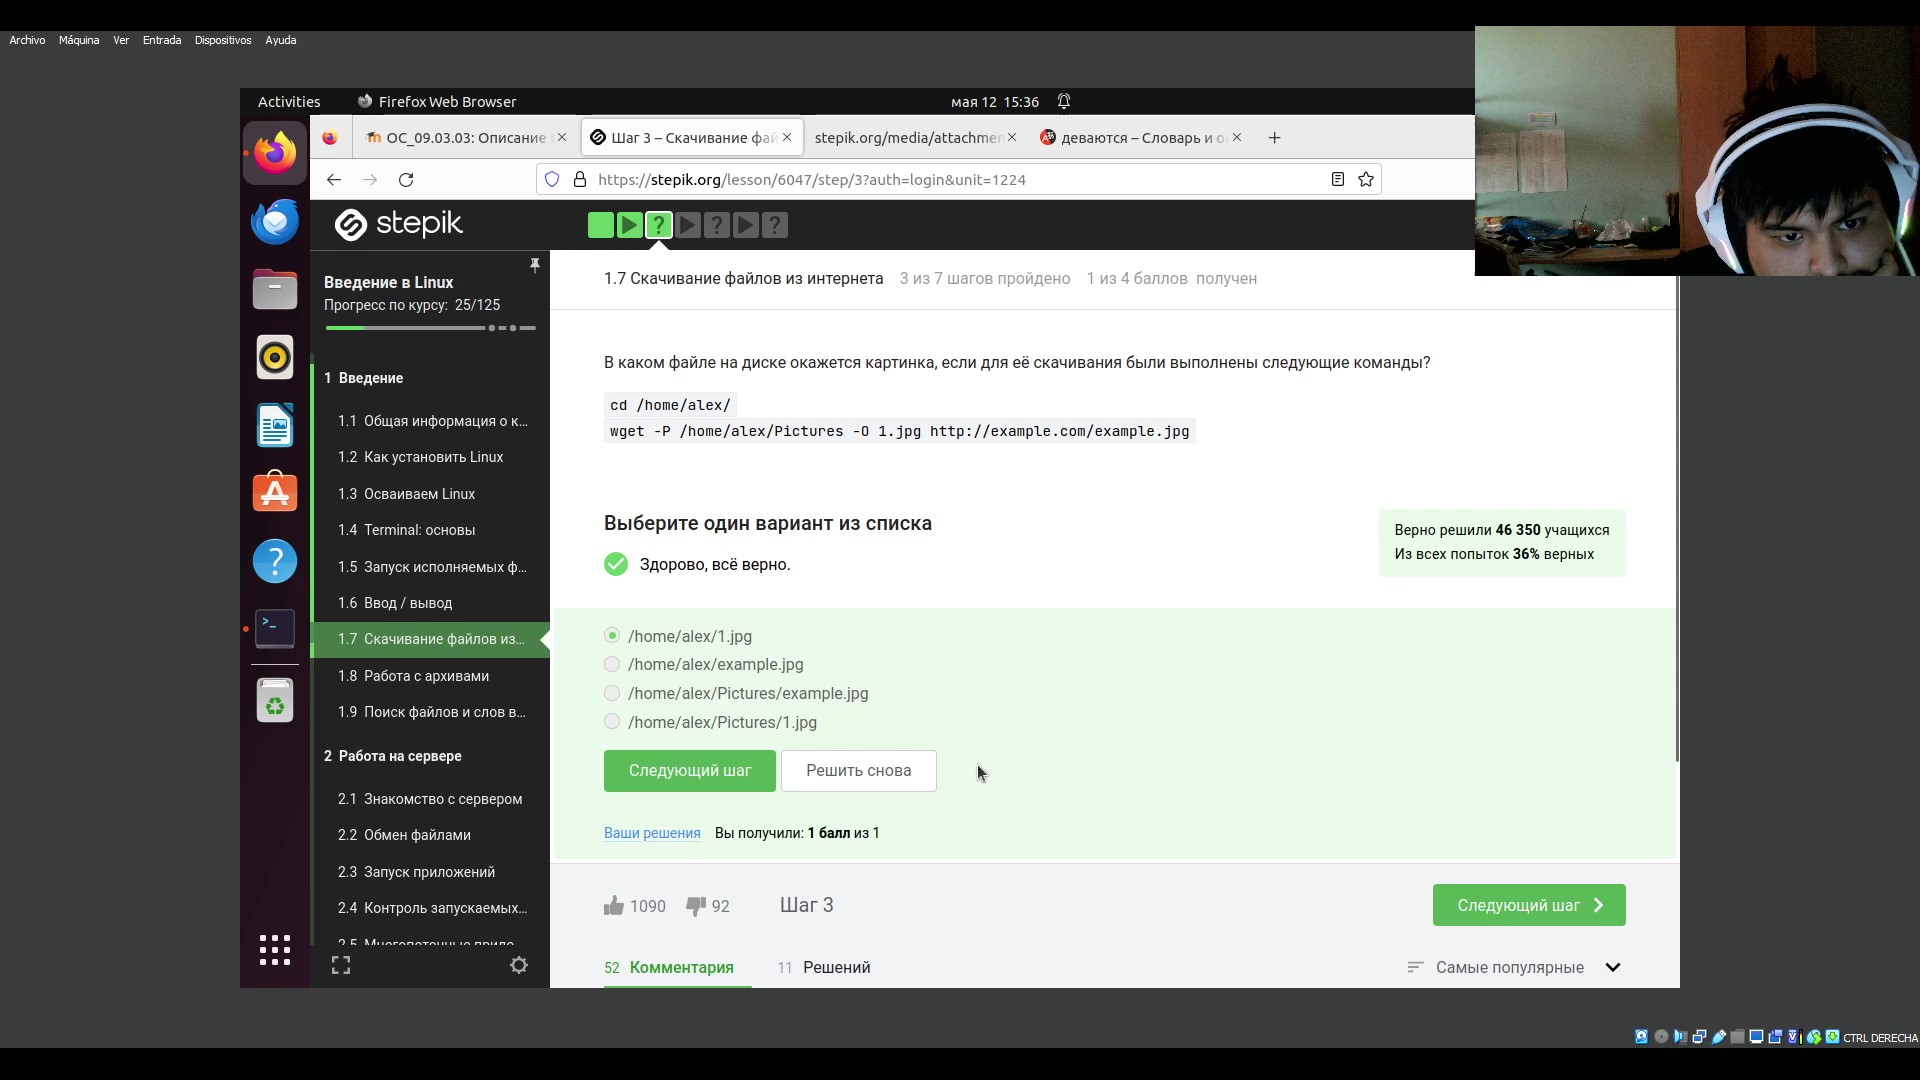 Archivo Máquina Ver Entrada Dispositivos Ayuda
Activities Firefox Web Browser мая 12 15:36
ОС_09.03.03: Описание Шаг 3 – Скачивание фай stepik.org/media/attachmen деваются – Словарь и о
https://stepik.org/lesson/6047/step/3?auth=login&unit=1224
stepik
Введение в Linux
Прогресс по курсу: 25/125
1 Введение
1.1 Общая информация о к...
1.2 Как установить Linux
1.3 Осваиваем Linux
1.4 Terminal: основы
1.5 Запуск исполняемых ф...
1.6 Ввод / вывод
1.7 Скачивание файлов из...
1.8 Работа с архивами
1.9 Поиск файлов и слов в...
2 Работа на сервере
2.1 Знакомство с сервером
2.2 Обмен файлами
2.3 Запуск приложений
2.4 Контроль запускаемых...
2.5 Многопоточные прило...
1.7 Скачивание файлов из интернета 3 из 7 шагов пройдено 1 из 4 баллов получен
В каком файле на диске окажется картинка, если для её скачивания были выполнены следующие команды?
cd /home/alex/
wget -P /home/alex/Pictures -O 1.jpg http://example.com/example.jpg
Выберите один вариант из списка
Здорово, всё верно.
Верно решили 46 350 учащихся
Из всех попыток 36% верных
/home/alex/1.jpg
/home/alex/example.jpg
/home/alex/Pictures/example.jpg
/home/alex/Pictures/1.jpg
Следующий шаг Решить снова
Ваши решения Вы получили: 1 балл из 1
1090 92 Шаг 3 Следующий шаг
52 Комментария 11 Решений Самые популярные
CTRL DERECHA